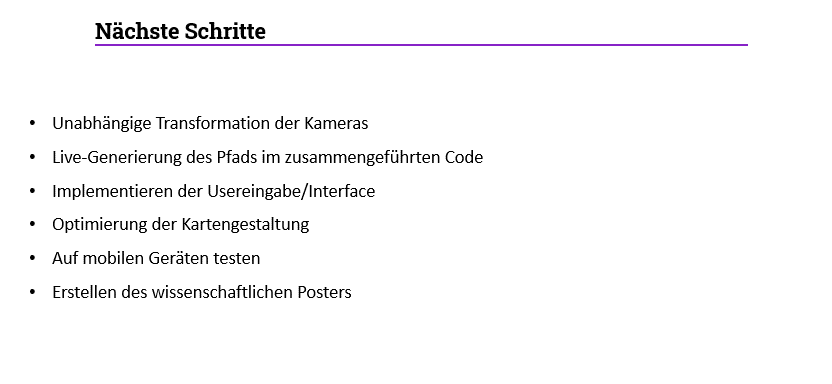 Nächste Schritte
• Unabhängige Transformation der Kameras
• Live-Generierung des Pfads im zusammengeführten Code
• Implementieren der Usereingabe/Interface
• Optimierung der Kartengestaltung
• Auf mobilen Geräten testen
• Erstellen des wissenschaftlichen Posters